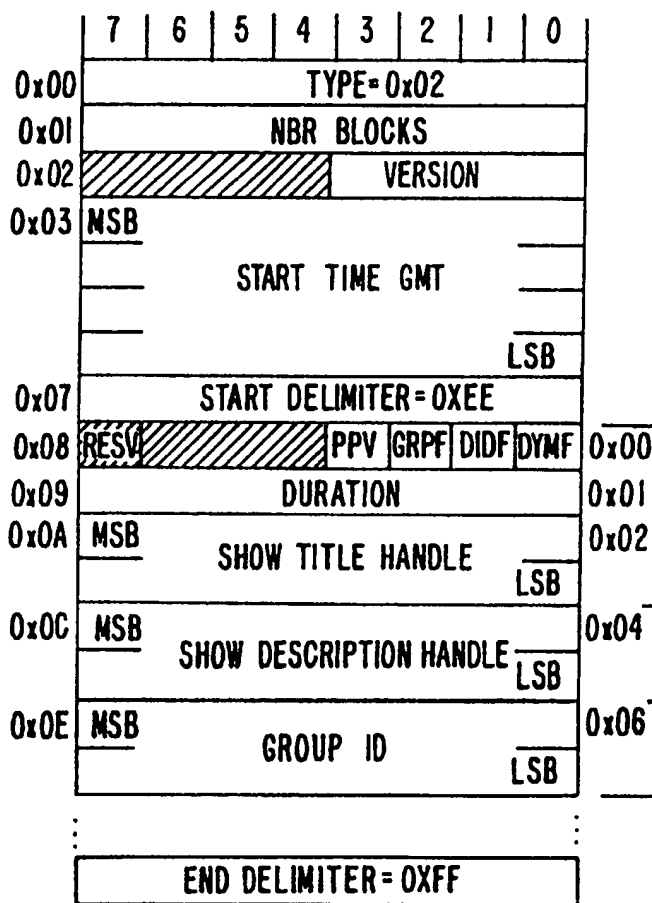 7 6 5 4 3 2 1 0
0x00 TYPE=0x02
0x01 NBR BLOCKS
0x02 VERSION
0x03 MSB
START TIME GMT
LSB
0x07 START DELIMITER=0XEE
0x08 RESV PPV GRPF DIDF DYMF 0x00
0x09 DURATION 0x01
0x0A MSB 0x02
SHOW TITLE HANDLE
LSB
0x0C MSB 0x04
SHOW DESCRIPTION HANDLE
LSB
0x0E MSB 0x06
GROUP ID
LSB
END DELIMITER=0XFF